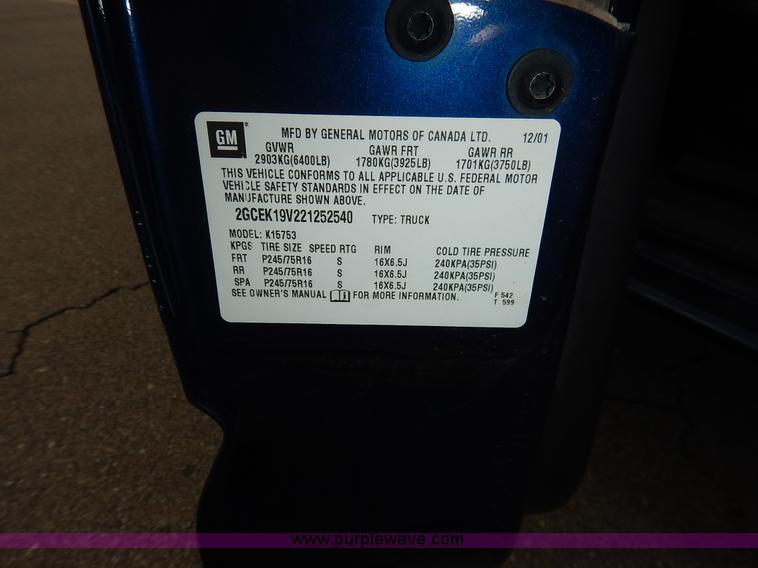 GM
MFD BY GENERAL MOTORS OF CANADA LTD. 12/01
GVWR GAWR FRT GAWR RR
2903KG(6400LB) 1780KG(3925LB) 1701KG(3750LB)
THIS VEHICLE CONFORMS TO ALL APPLICABLE U.S. FEDERAL MOTOR
VEHICLE SAFETY STANDARDS IN EFFECT ON THE DATE OF
MANUFACTURE SHOWN ABOVE.
2GCEK19V221252540 TYPE: TRUCK
MODEL: K15753
KPGS TIRE SIZE SPEED RTG RIM COLD TIRE PRESSURE
FRT P245/75R16 S 16X6.5J 240KPA(35PSI)
RR P245/75R16 S 16X6.5J 240KPA(35PSI)
SPA P245/75R16 S 16X6.5J 240KPA(35PSI)
SEE OWNER'S MANUAL FOR MORE INFORMATION. F 542
T 599
www.purplewave.com